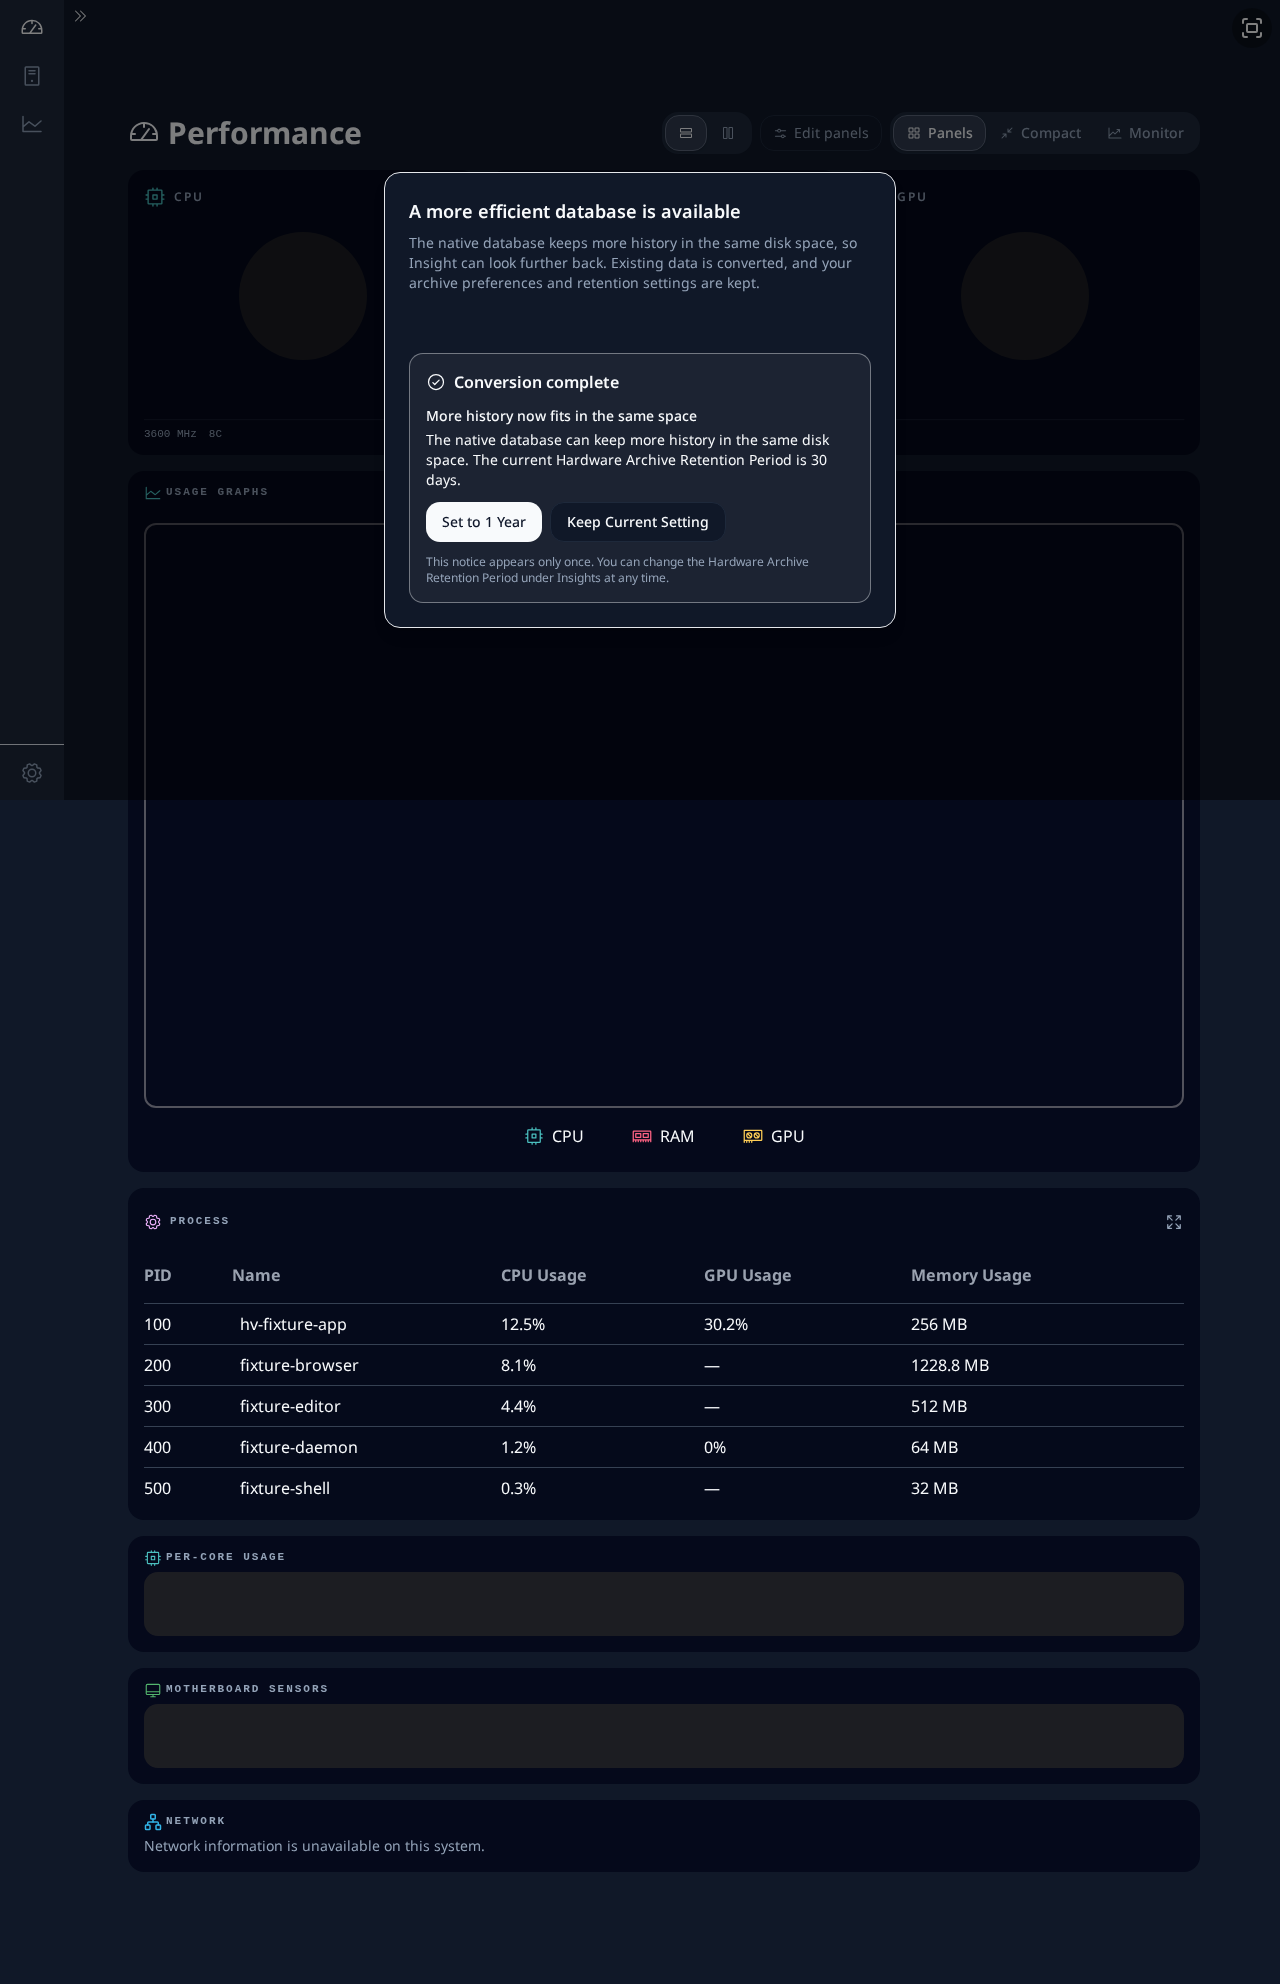 Performance
Edit panels
Panels
Compact
Monitor
CPU
GPU
A more efficient database is available
The native database keeps more history in the same disk space, so
Insight can look further back. Existing data is converted, and your
archive preferences and retention settings are kept.
Conversion complete
More history now fits in the same space
The native database can keep more history in the same disk
space. The current Hardware Archive Retention Period is 30
days.
Set to 1 Year
Keep Current Setting
This notice appears only once. You can change the Hardware Archive
Retention Period under Insights at any time.
3600 MHz 8C
USAGE GRAPHS
CPU RAM GPU
PROCESS
PID Name CPU Usage GPU Usage Memory Usage
100 hv-fixture-app 12.5% 30.2% 256 MB
200 fixture-browser 8.1% — 1228.8 MB
300 fixture-editor 4.4% — 512 MB
400 fixture-daemon 1.2% 0% 64 MB
500 fixture-shell 0.3% — 32 MB
PER-CORE USAGE
MOTHERBOARD SENSORS
NETWORK
Network information is unavailable on this system.